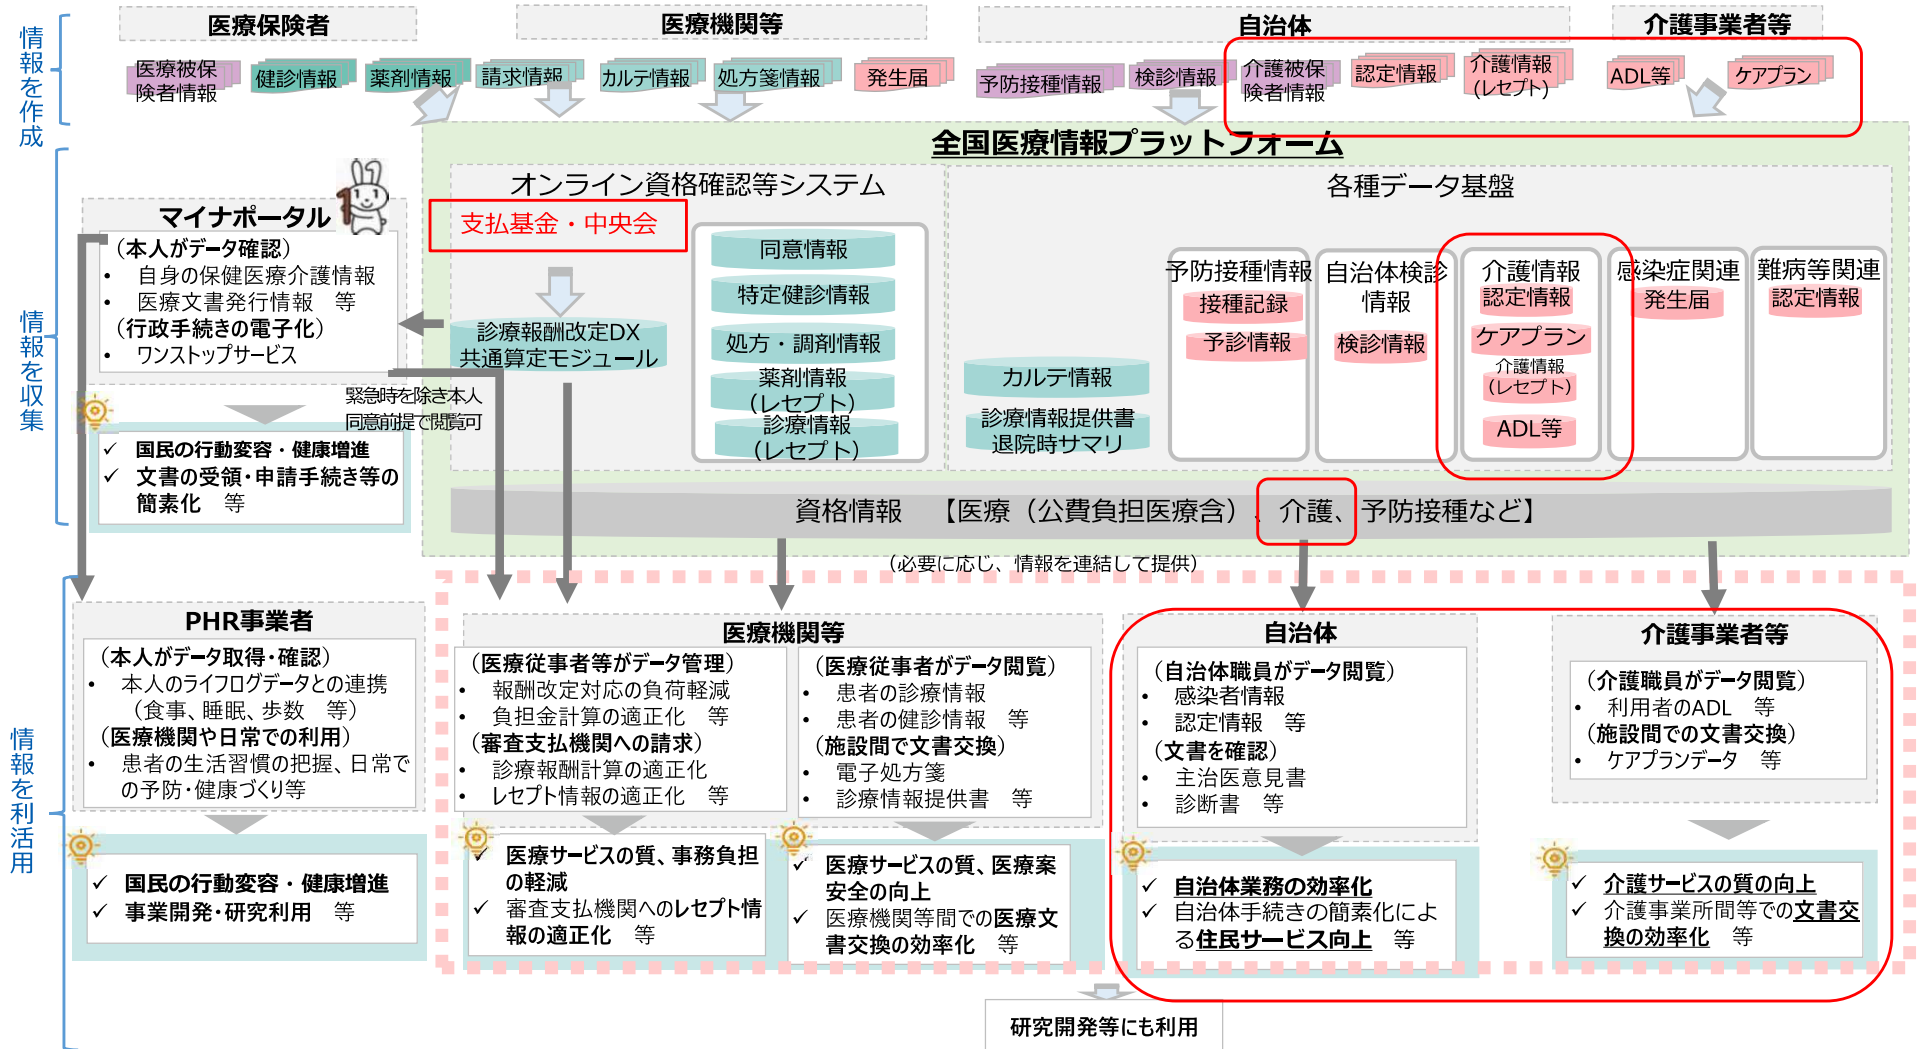 情報を作成
医療保険者
医療機関等
自治体
介護事業者等
医療被保
険者情報
健診情報
薬剤情報
請求情報
カルテ情報
処方箋情報
発生届
予防接種情報
検診情報
介護被保
険者情報
認定情報
介護情報
(レセプト)
ADL等
ケアプラン
情報を収集
全国医療情報プラットフォーム
オンライン資格確認等システム
支払基金・中央会
診療報酬改定DX
共通算定モジュール
同意情報
特定健診情報
処方・調剤情報
薬剤情報
(レセプト)
診療情報
(レセプト)
各種データ基盤
カルテ情報
診療情報提供書
退院時サマリ
予防接種情報
接種記録
予診情報
自治体検診
情報
検診情報
介護情報
認定情報
ケアプラン
介護情報
(レセプト)
ADL等
感染症関連
発生届
難病等関連
認定情報
資格情報 【医療（公費負担医療含）、介護、予防接種など】
(必要に応じ、情報を連結して提供)
マイナポータル
(本人がデータ確認)
• 自身の保健医療介護情報
• 医療文書発行情報 等
(行政手続きの電子化)
• ワンストップサービス
緊急時を除き本人
同意前提で閲覧可
✓ 国民の行動変容・健康増進
✓ 文書の受領・申請手続き等の
簡素化 等
情報を利活用
PHR事業者
(本人がデータ取得・確認)
• 本人のライフログデータとの連携
(食事、睡眠、歩数 等)
(医療機関や日常での利用)
• 患者の生活習慣の把握、日常で
の予防・健康づくり等
✓ 国民の行動変容・健康増進
✓ 事業開発・研究利用 等
医療機関等
(医療従事者等がデータ管理)
• 報酬改定対応の負荷軽減
• 負担金計算の適正化 等
(審査支払機関への請求)
• 診療報酬計算の適正化
• レセプト情報の適正化 等
(医療従事者がデータ閲覧)
• 患者の診療情報
• 患者の健診情報 等
(施設間で文書交換)
• 電子処方箋
• 診療情報提供書 等
✓ 医療サービスの質、事務負担
の軽減
✓ 審査支払機関へのレセプト情
報の適正化 等
✓ 医療サービスの質、医療案
安全の向上
✓ 医療機関等間での医療文
書交換の効率化 等
自治体
(自治体職員がデータ閲覧)
• 感染者情報
• 認定情報 等
(文書を確認)
• 主治医意見書
• 診断書 等
✓ 自治体業務の効率化
✓ 自治体手続きの簡素化によ
る住民サービス向上 等
介護事業者等
(介護職員がデータ閲覧)
• 利用者のADL 等
(施設間での文書交換)
• ケアプランデータ 等
✓ 介護サービスの質の向上
✓ 介護事業所間等での文書交
換の効率化 等
研究開発等にも利用